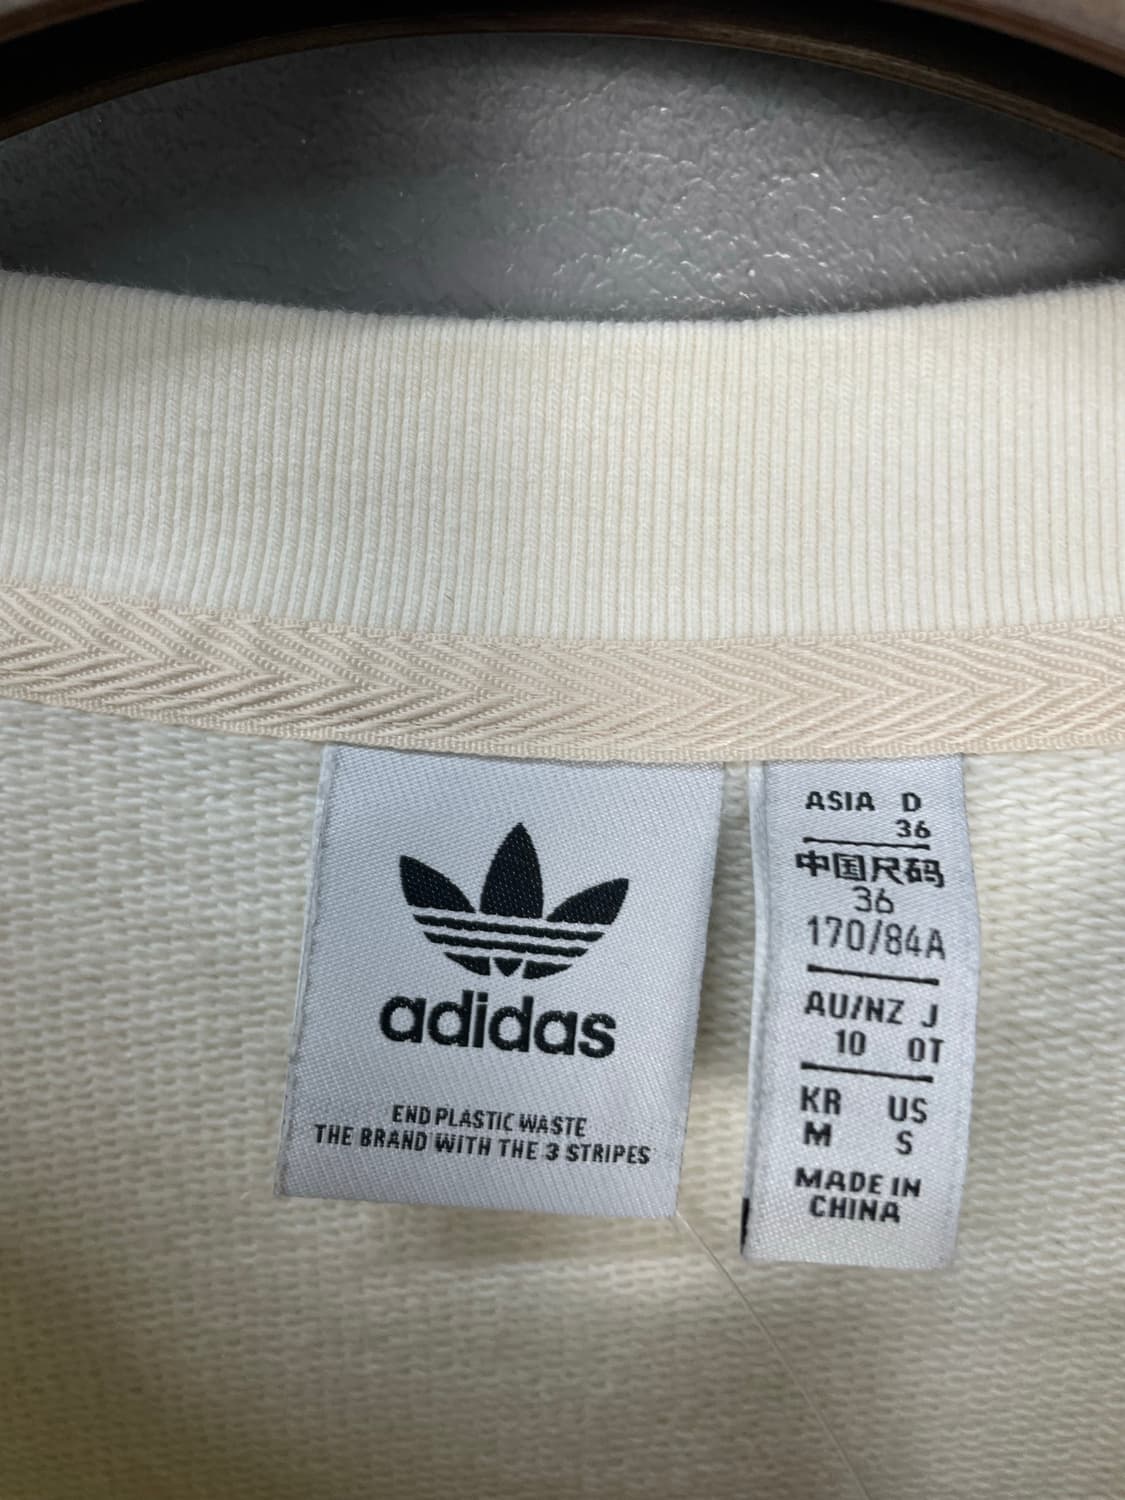 adidas
END PLASTIC WASTE
THE BRAND WITH THE 3 STRIPES
ASIA D
36
中国尺码
36
170/84A
AU/NZ J
10 OT
KR US
M S
MADE IN
CHINA